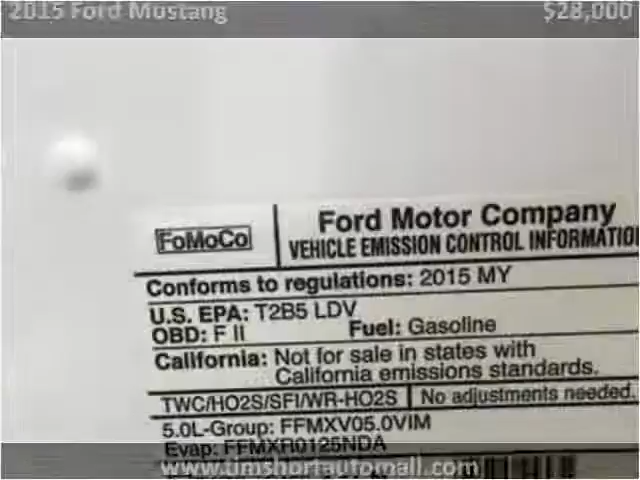 2015 Ford Mustang $28,000
FoMoCo
Ford Motor Company
VEHICLE EMISSION CONTROL INFORMATIO
Conforms to regulations: 2015 MY
U.S. EPA: T2B5 LDV
OBD: F II Fuel: Gasoline
California: Not for sale in states with
California emissions standards.
TWC/HO2S/SFI/WR-HO2S No adjustments needed.
5.0L-Group: FFMXV05.0VIM
Evap: FFMXR0125NDA
www.timshortautomall.com